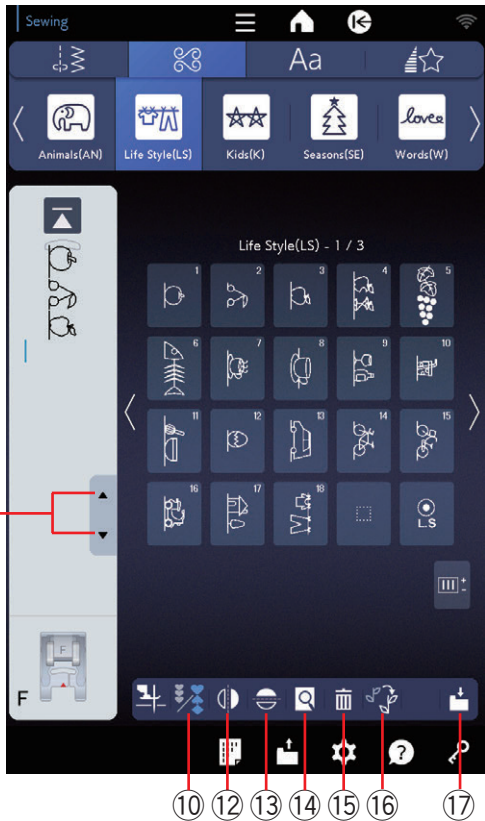 Sewing
Aa
Animals(AN) Life Style(LS) Kids(K) Seasons(SE) Words(W)
love
Life Style(LS) - 1 / 3
1 2 3 4 5
6 7 8 9 10
11 12 13 14 15
16 17 18
LS
F
F
?
⑩ ⑫ ⑬ ⑭ ⑮ ⑯ ⑰